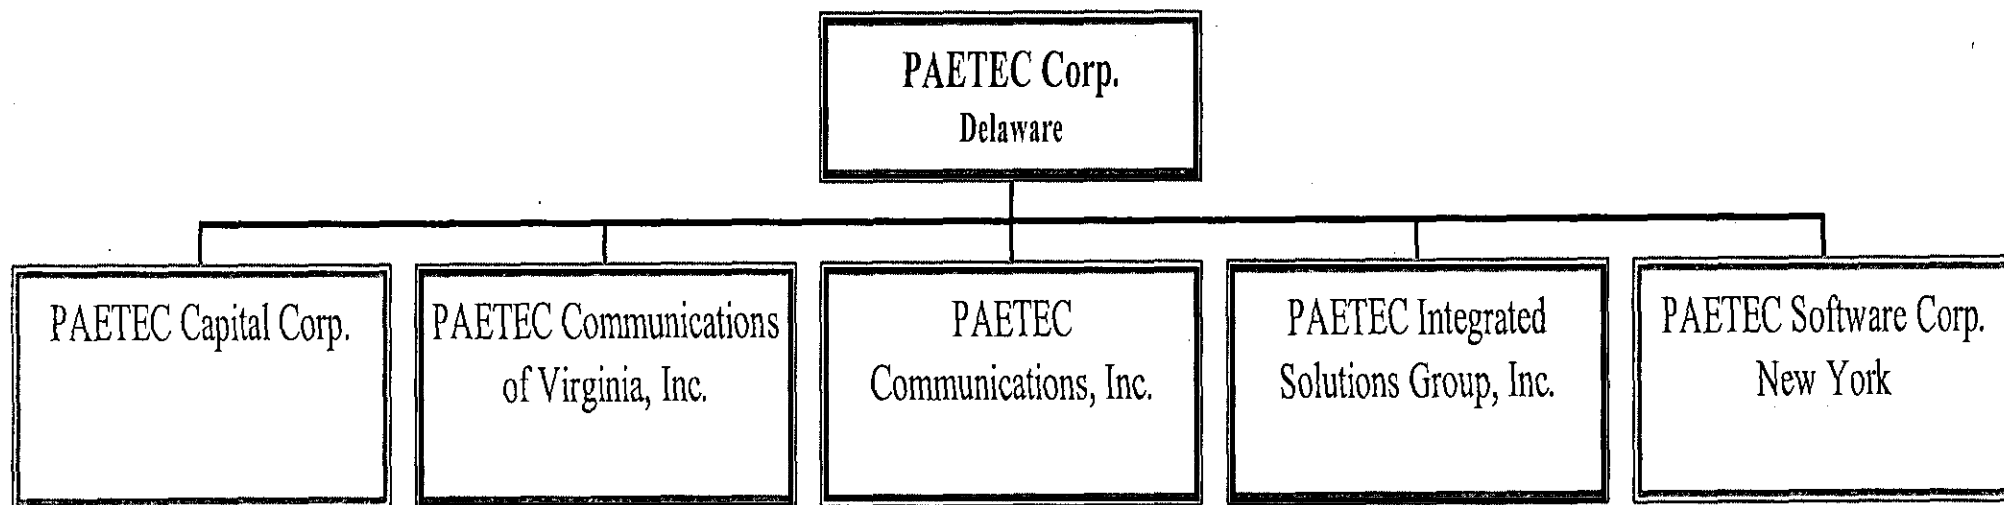 PAETEC Corp.
Delaware
PAETEC Capital Corp.
PAETEC Communications
of Virginia, Inc.
PAETEC
Communications, Inc.
PAETEC Integrated
Solutions Group, Inc.
PAETEC Software Corp.
New York